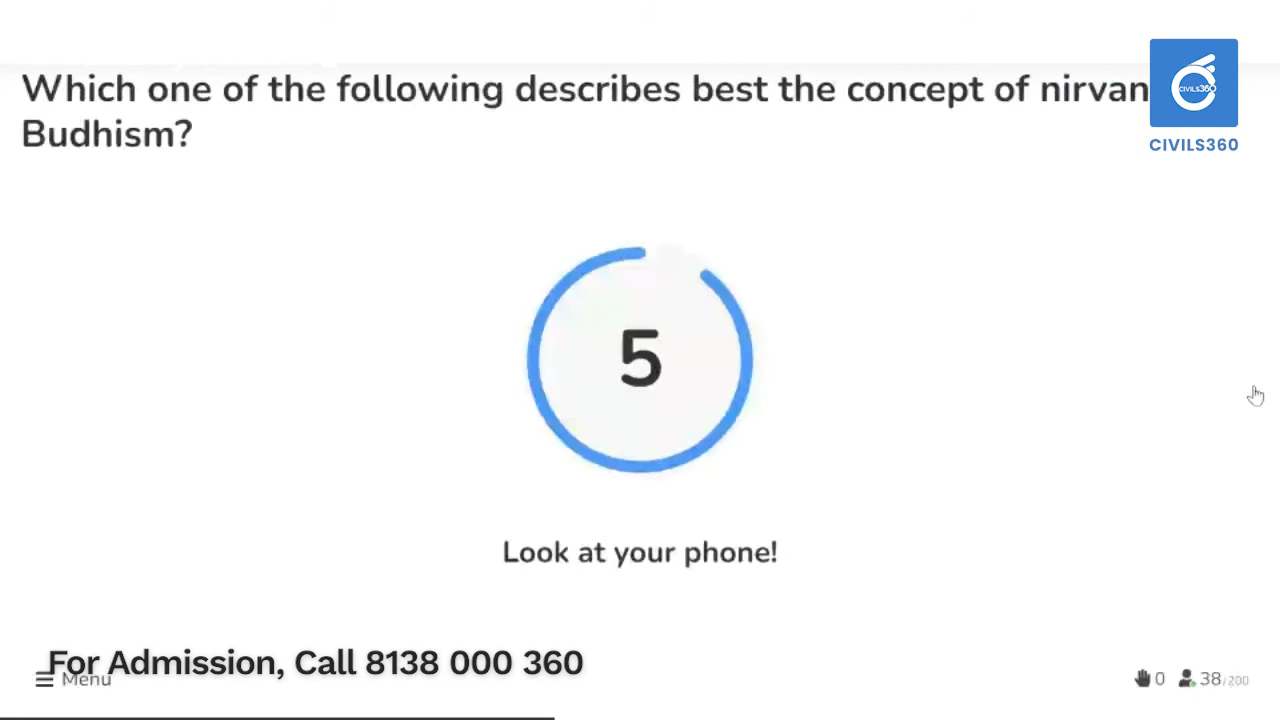 Which one of the following describes best the concept of nirvan
Budhism?
CIVILS360
CIVILS360
5
Look at your phone!
For Admission, Call 8138 000 360
Menu
0 38/200